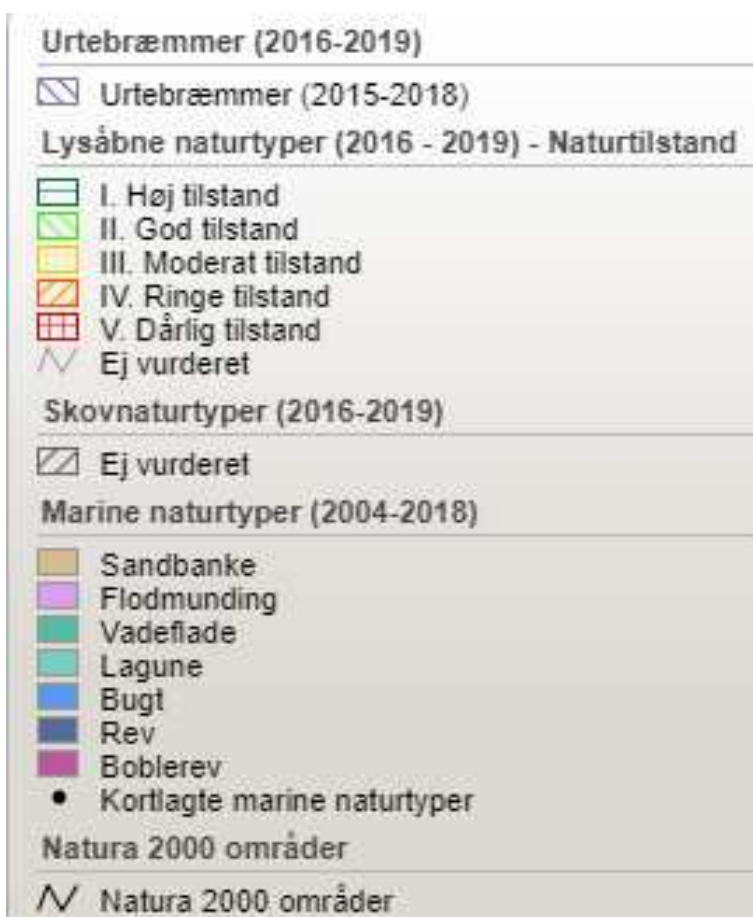 Urtebræmmer (2016-2019)
Urtebræmmer (2015-2018)
Lysåbne naturtyper (2016 - 2019) - Naturtilstand
I. Høj tilstand
II. God tilstand
III. Moderat tilstand
IV. Ringe tilstand
V. Dårlig tilstand
Ej vurderet
Skovnaturtyper (2016-2019)
Ej vurderet
Marine naturtyper (2004-2018)
Sandbanke
Flodmunding
Vadeflade
Lagune
Bugt
Rev
Boblerev
Kortlagte marine naturtyper
Natura 2000 områder
Natura 2000 områder